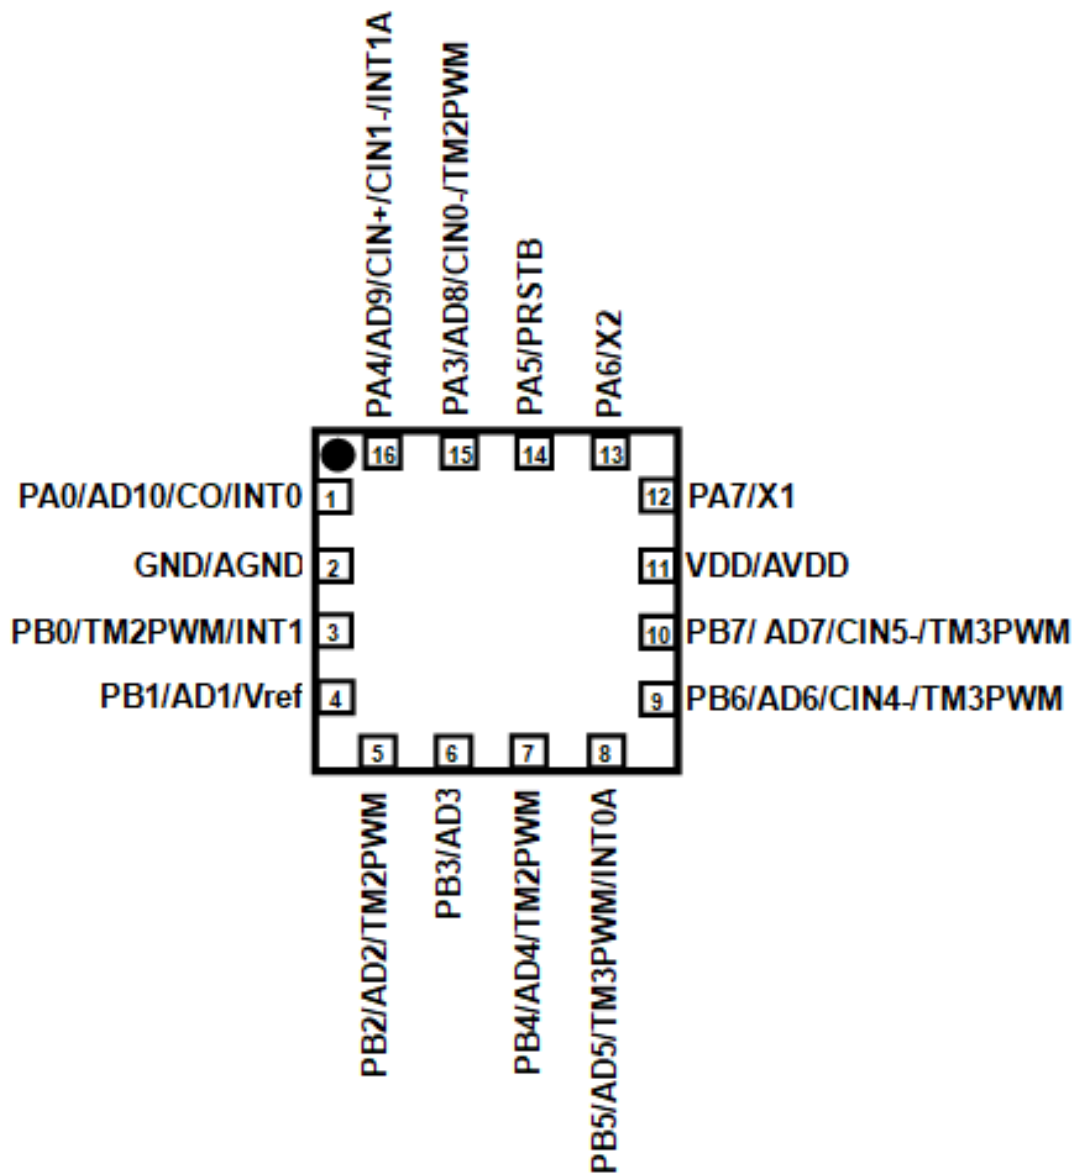 PA4/AD9/CIN+/CIN1-/INT1A
PA3/AD8/CIN0-/TM2PWM
PA5/PRSTB
PA6/X2
16
15
14
13
PA0/AD10/CO/INT0
1
12
PA7/X1
GND/AGND
2
11
VDD/AVDD
PB0/TM2PWM/INT1
3
10
PB7/ AD7/CIN5-/TM3PWM
PB1/AD1/Vref
4
9
PB6/AD6/CIN4-/TM3PWM
5
6
7
8
PB2/AD2/TM2PWM
PB3/AD3
PB4/AD4/TM2PWM
PB5/AD5/TM3PWM/INT0A